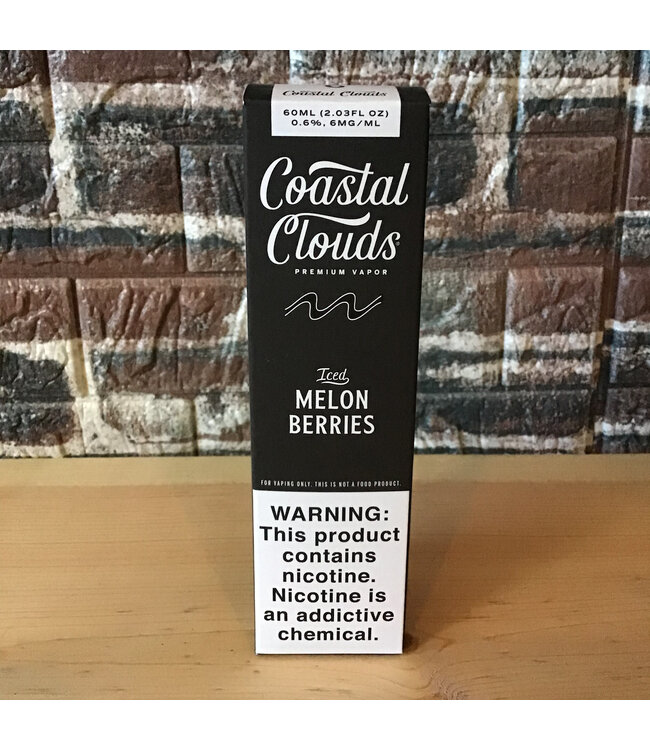 Coastal Clouds
60ML (2.03FL OZ)
0.6%, 6MG/ML
Coastal
Clouds®
PREMIUM VAPOR
Iced
MELON
BERRIES
FOR VAPING ONLY. THIS IS NOT A FOOD PRODUCT.
WARNING:
This product
contains
nicotine.
Nicotine is
an addictive
chemical.